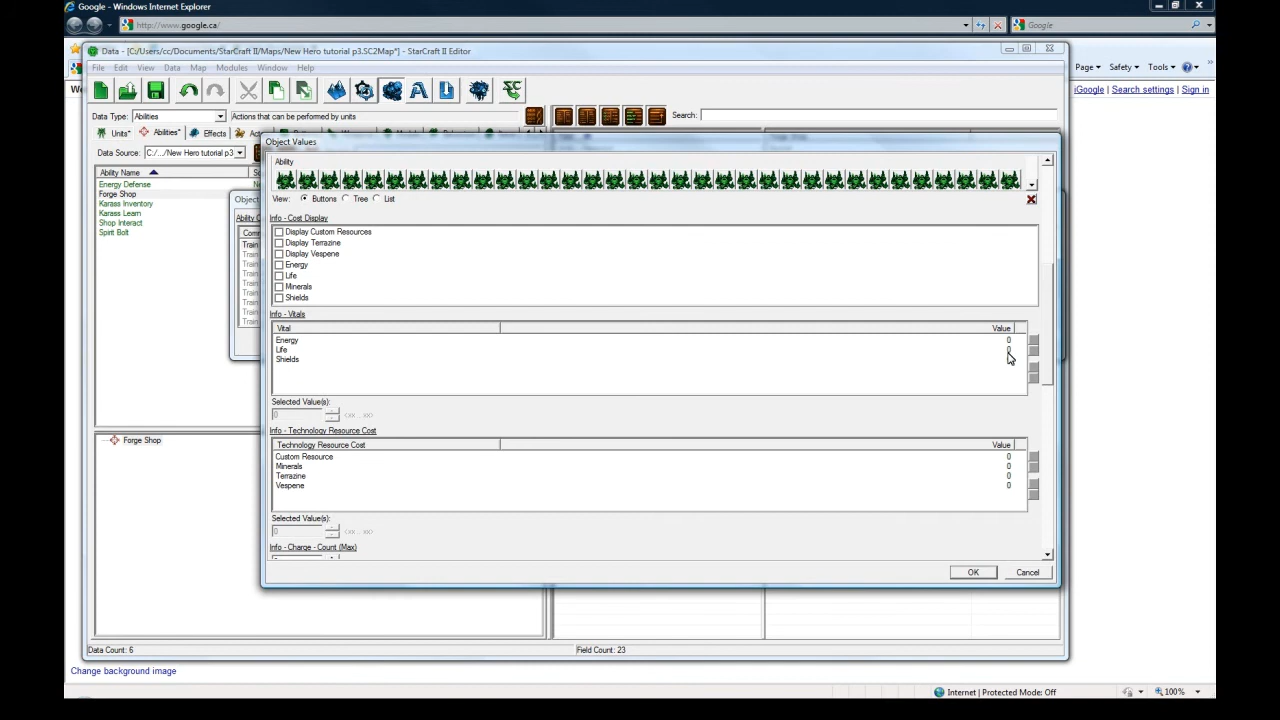 Google - Windows Internet Explorer
http://www.google.ca/
Google
Data - [C:/Users/cc/Documents/StarCraft II/Maps/New Hero tutorial p3.SC2Map*] - StarCraft II Editor
File Edit View Data Map Modules Window Help
Page Safety Tools
iGoogle | Search settings | Sign in
We
Data Type: Abilities
Actions that can be performed by units
Search:
Units* Abilities* Effects
Object Values
Data Source: C:/.../New Hero tutorial p3
Ability
Ability Name
Energy Defense
Forge Shop
Karass Inventory
Karass Learn
Shop Interact
Spirit Bolt
View: Buttons Tree List
Info - Cost Display
Display Custom Resources
Display Terrazine
Display Vespene
Energy
Life
Minerals
Shields
Info - Vitals
Vital Value
Energy 0
Life
Shields
Selected Value(s):
0 <xx .. xx>
Info - Technology Resource Cost
Technology Resource Cost Value
Custom Resource 0
Minerals 0
Terrazine 0
Vespene 0
Selected Value(s):
0 <xx .. xx>
Info - Charge - Count (Max)
OK Cancel
Forge Shop
Data Count: 6
Field Count: 23
Change background image
Internet | Protected Mode: Off
100%